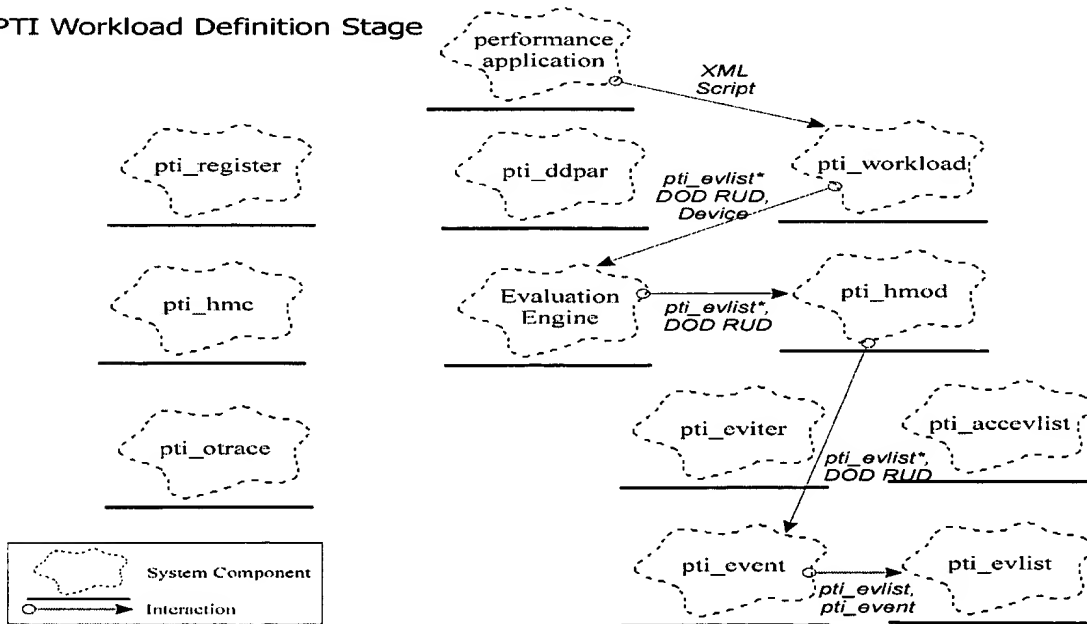 PTI Workload Definition Stage
performance
application
XML
Script
pti_register
pti_ddpar
pti_workload
pti_evlist*
DOD RUD,
Device
pti_hmc
Evaluation
Engine
pti_evlist*,
DOD RUD
pti_hmod
pti_otrace
pti_eviter
pti_accevlist
pti_evlist*,
DOD RUD
pti_event
pti_evlist
pti_evlist,
pti_event
System Component
Interaction